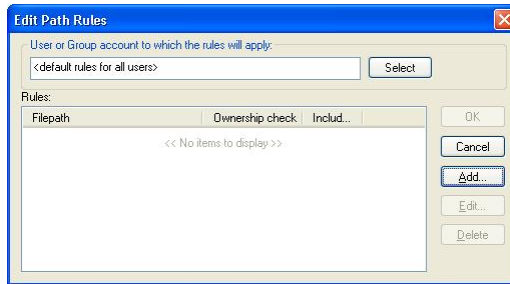 Edit Path Rules
User or Group account to which the rules will apply:
<default rules for all users>
Select
Rules:
Filepath Ownership check Includ...
<< No items to display >>
OK
Cancel
Add...
Edit...
Delete